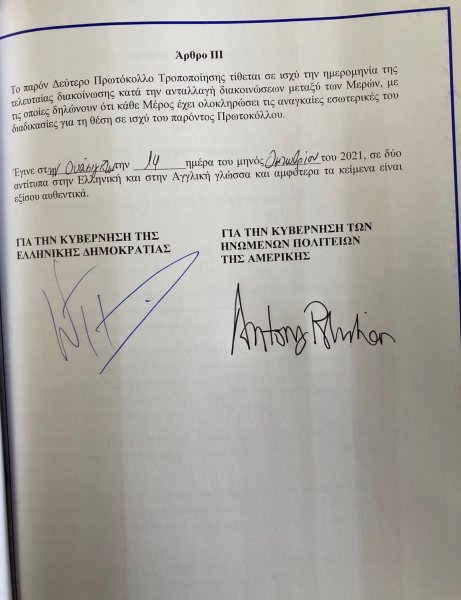 Άρθρο ΙΙΙ
Το παρόν Δεύτερο Πρωτόκολλο Τροποποίησης τίθεται σε ισχύ την ημερομηνία της
τελευταίας διακοίνωσης κατά την ανταλλαγή διακοινώσεων μεταξύ των Μερών, με
τις οποίες δηλώνουν ότι κάθε Μέρος έχει ολοκληρώσει τις αναγκαίες εσωτερικές του
διαδικασίες για τη θέση σε ισχύ του παρόντος Πρωτοκόλλου.
Έγινε στην Ουάσιγκτων την 14 ημέρα του μηνός Οκτωβρίου του 2021, σε δύο
αντίτυπα στην Ελληνική και στην Αγγλική γλώσσα και αμφότερα τα κείμενα είναι
εξίσου αυθεντικά.
ΓΙΑ ΤΗΝ ΚΥΒΕΡΝΗΣΗ ΤΗΣ
ΕΛΛΗΝΙΚΗΣ ΔΗΜΟΚΡΑΤΙΑΣ
ΓΙΑ ΤΗΝ ΚΥΒΕΡΝΗΣΗ ΤΩΝ
ΗΝΩΜΕΝΩΝ ΠΟΛΙΤΕΙΩΝ
ΤΗΣ ΑΜΕΡΙΚΗΣ
Antony Blinken